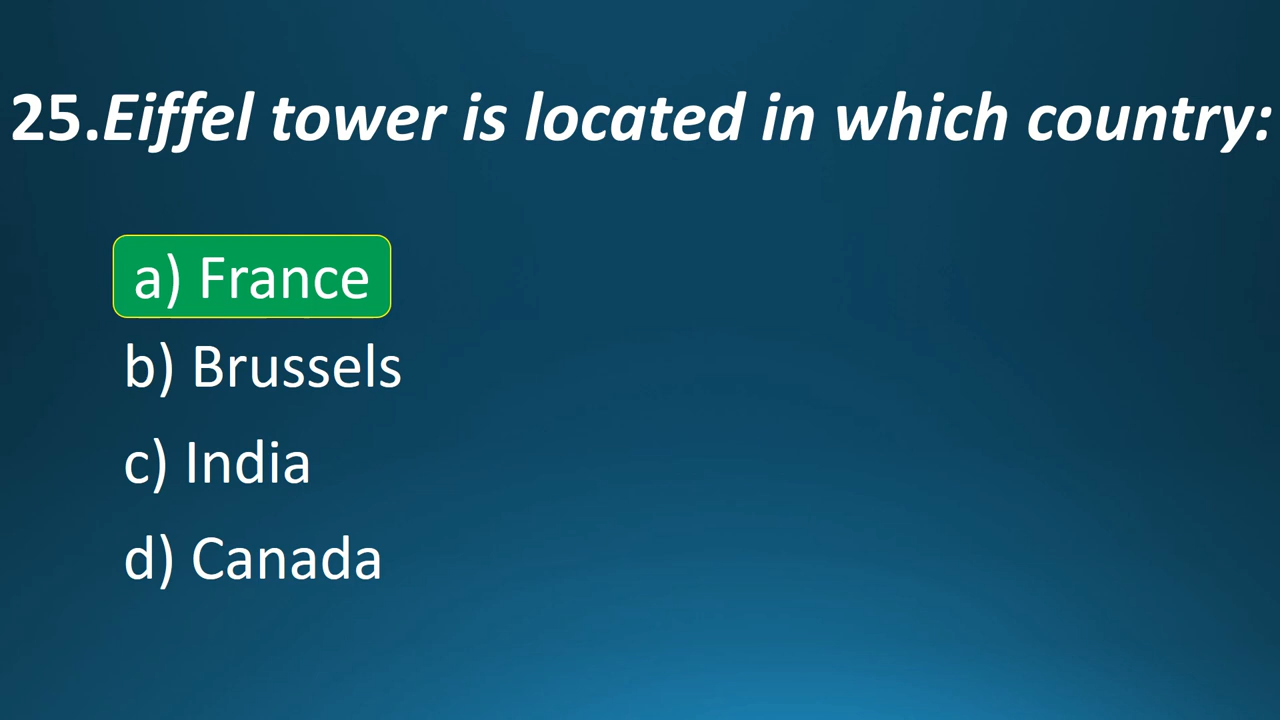 25.Eiffel tower is located in which country:
a) France
b) Brussels
c) India
d) Canada